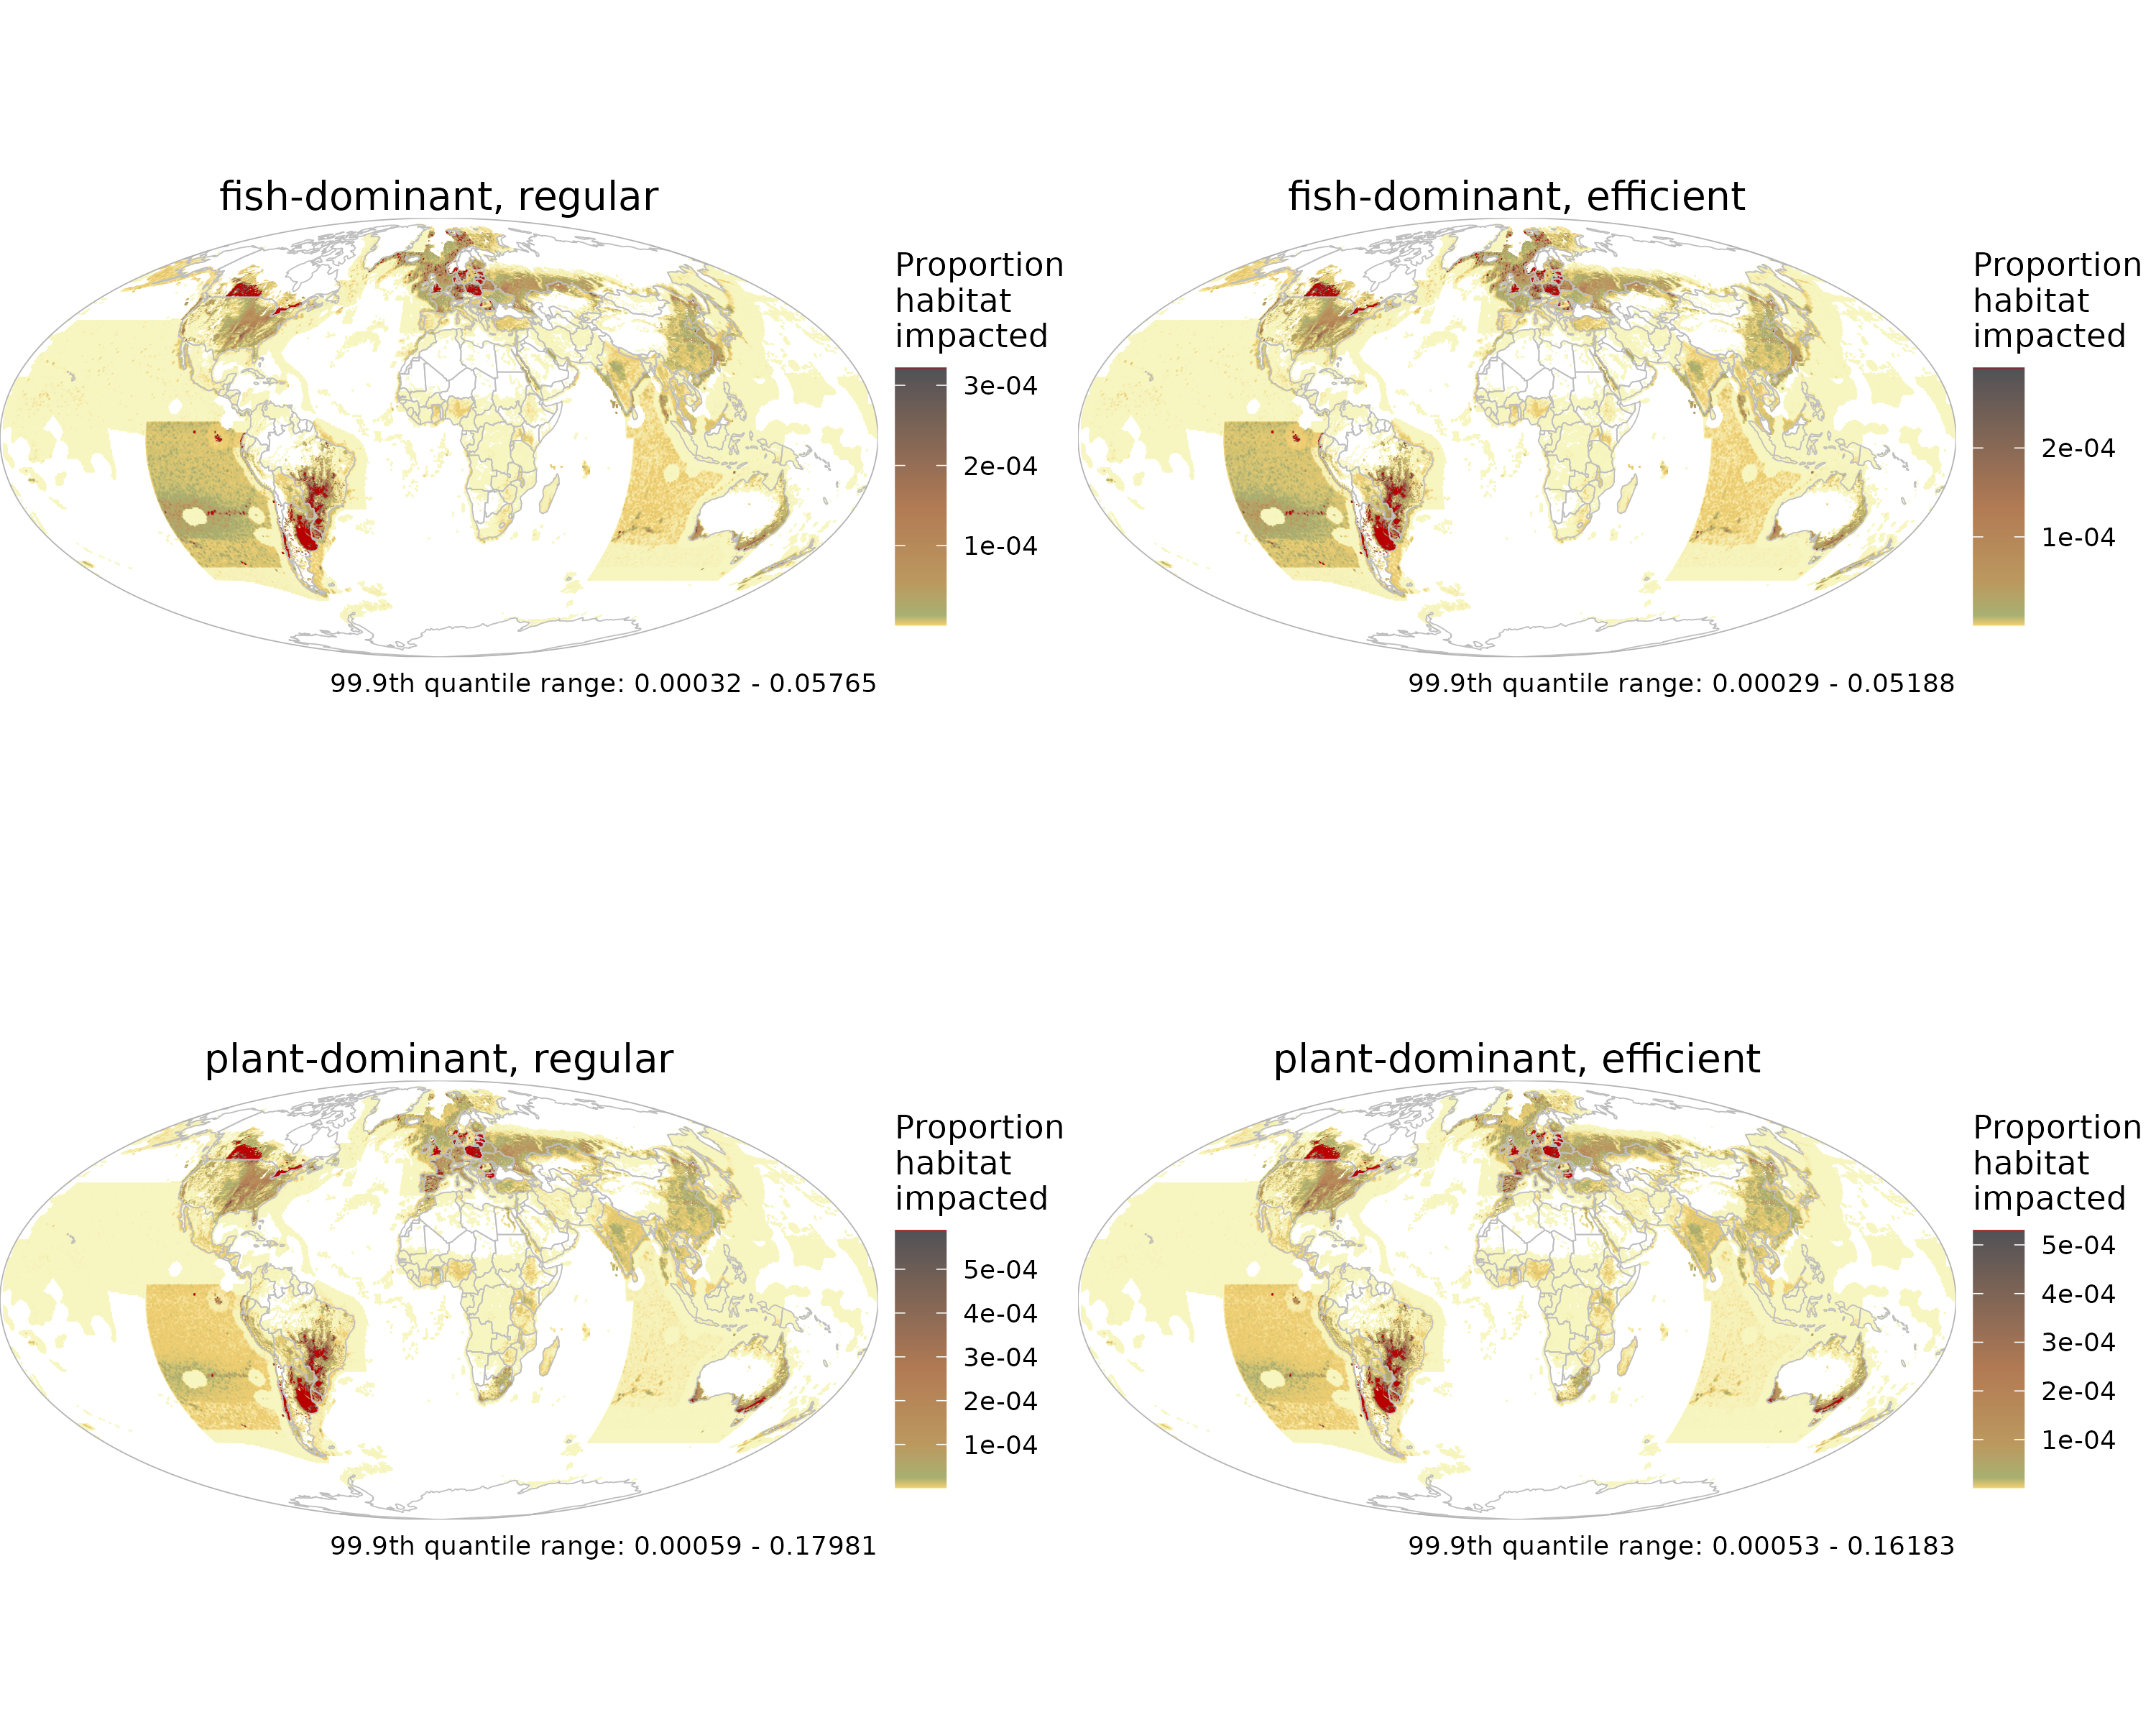 fish-dominant, regular
Proportion
habitat
impacted
3e-04
2e-04
1e-04
99.9th quantile range: 0.00032 - 0.05765
fish-dominant, efficient
Proportion
habitat
impacted
2e-04
1e-04
99.9th quantile range: 0.00029 - 0.05188
plant-dominant, regular
Proportion
habitat
impacted
5e-04
4e-04
3e-04
2e-04
1e-04
99.9th quantile range: 0.00059 - 0.17981
plant-dominant, efficient
Proportion
habitat
impacted
5e-04
4e-04
3e-04
2e-04
1e-04
99.9th quantile range: 0.00053 - 0.16183